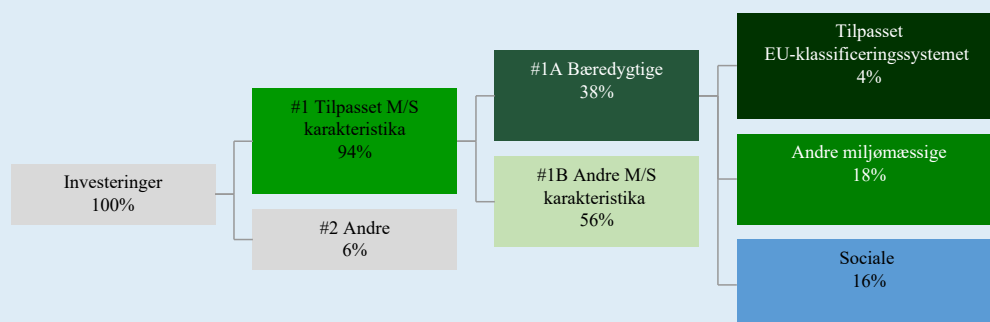 Investeringer
100%
#1 Tilpasset M/S
karakteristika
94%
#2 Andre
6%
#1A Bæredygtige
38%
#1B Andre M/S
karakteristika
56%
Tilpasset
EU-klassificeringssystemet
4%
Andre miljømæssige
18%
Sociale
16%